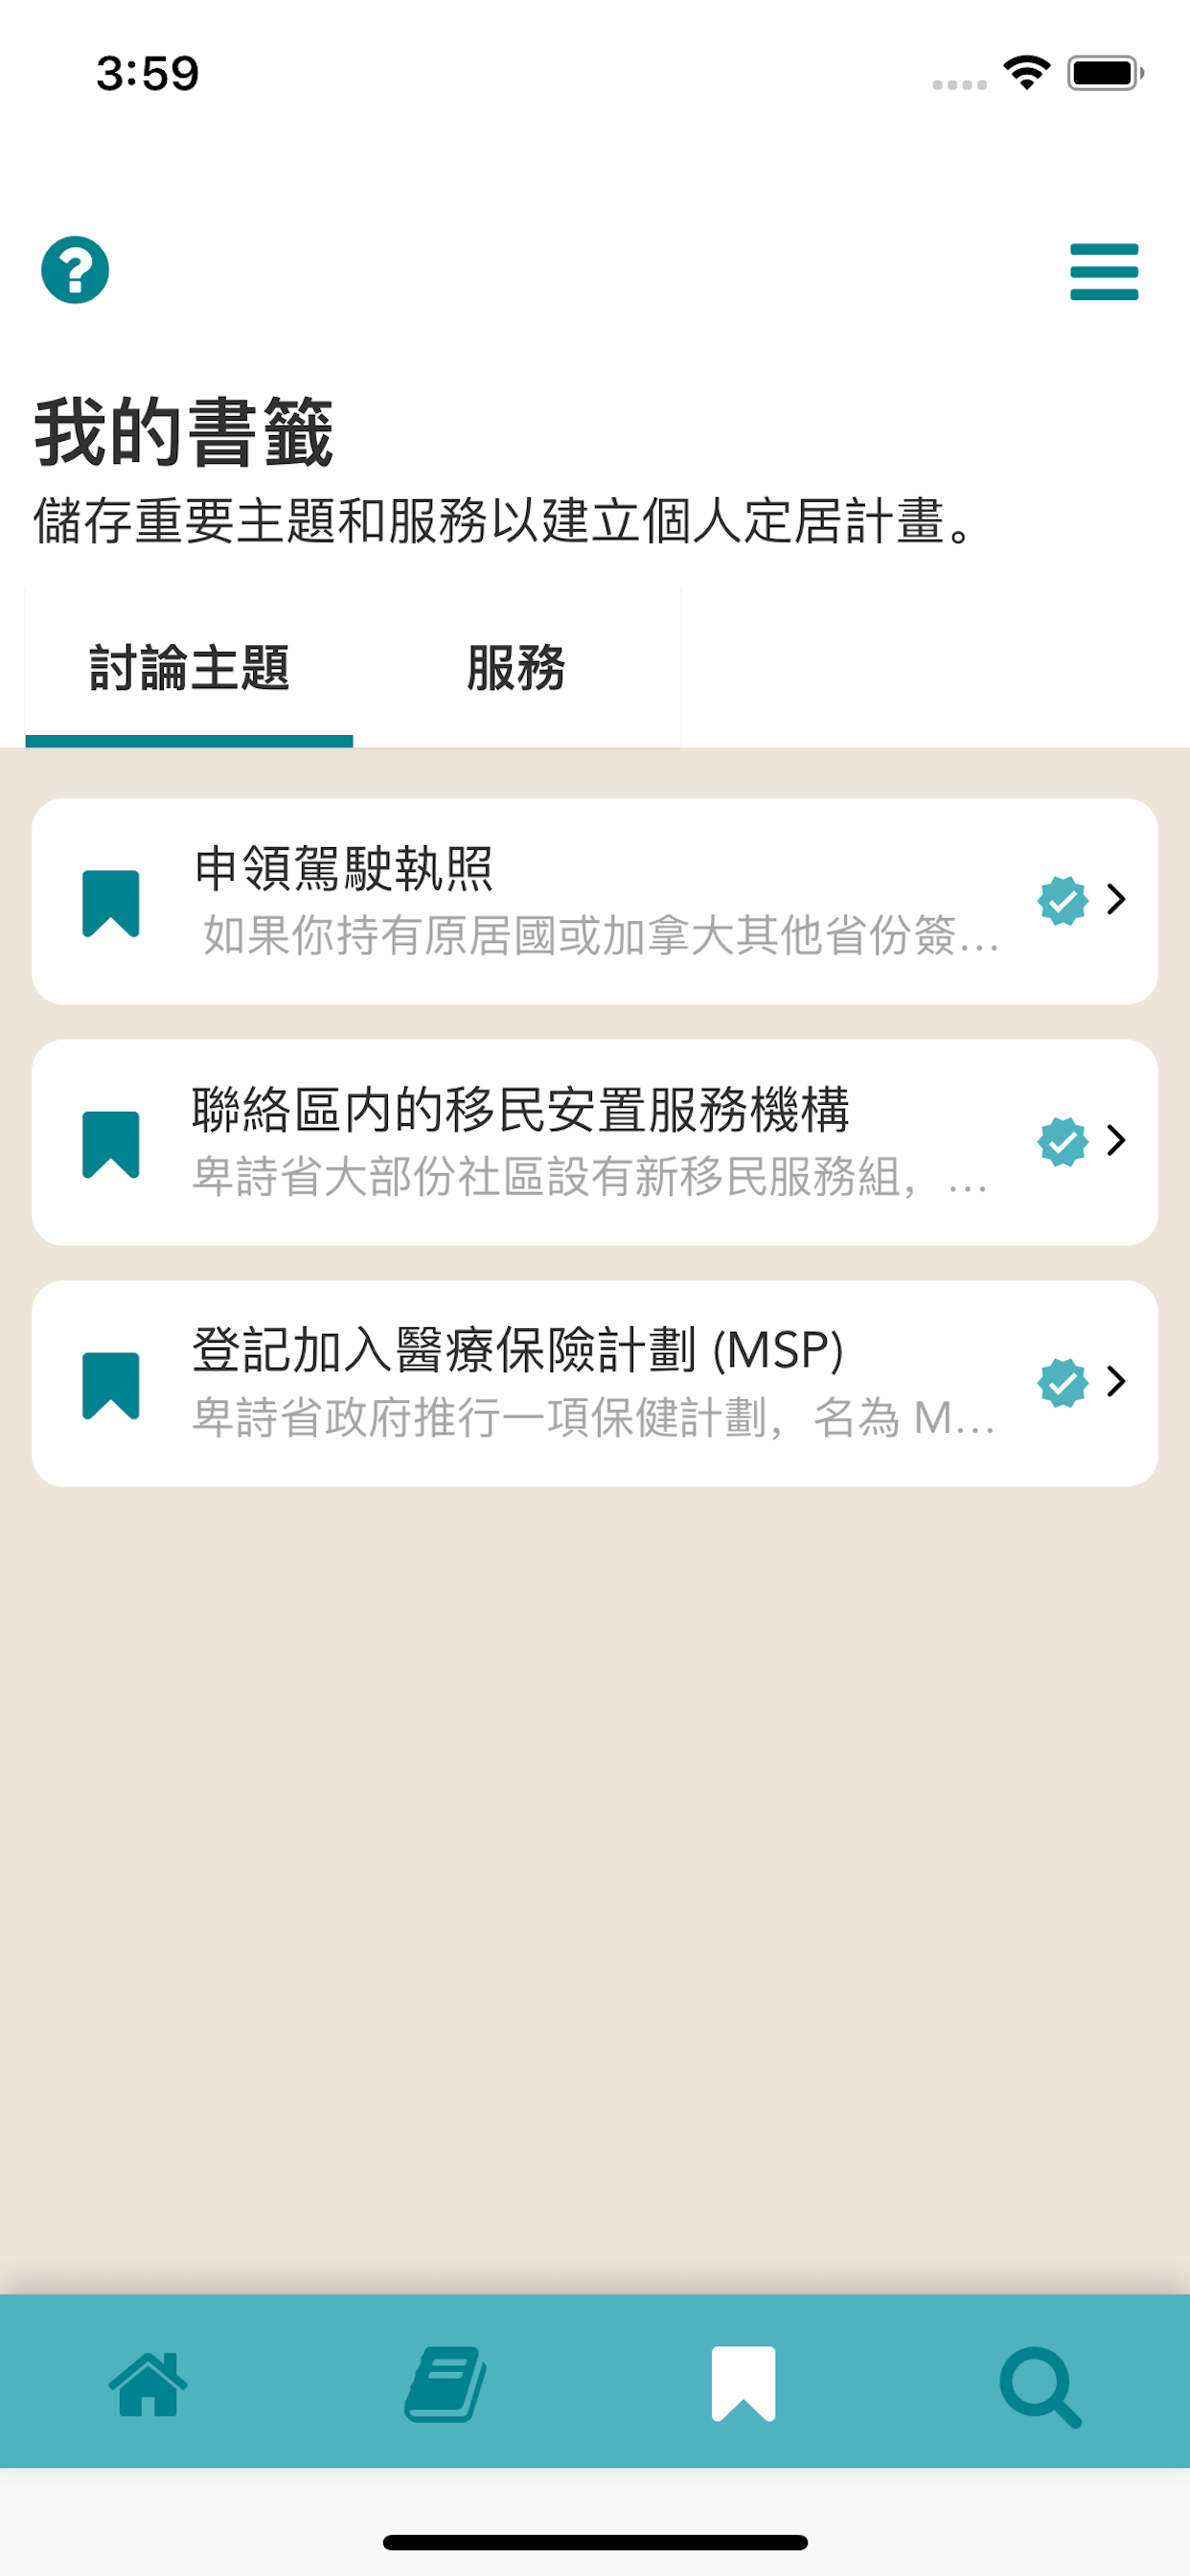 3:59
我的書籤
儲存重要主題和服務以建立個人定居計畫。
討論主題
服務
申領駕駛執照
如果你持有原居國或加拿大其他省份簽...
聯絡區内的移民安置服務機構
卑詩省大部份社區設有新移民服務組，...
登記加入醫療保險計劃 (MSP)
卑詩省政府推行一項保健計劃，名為 M...